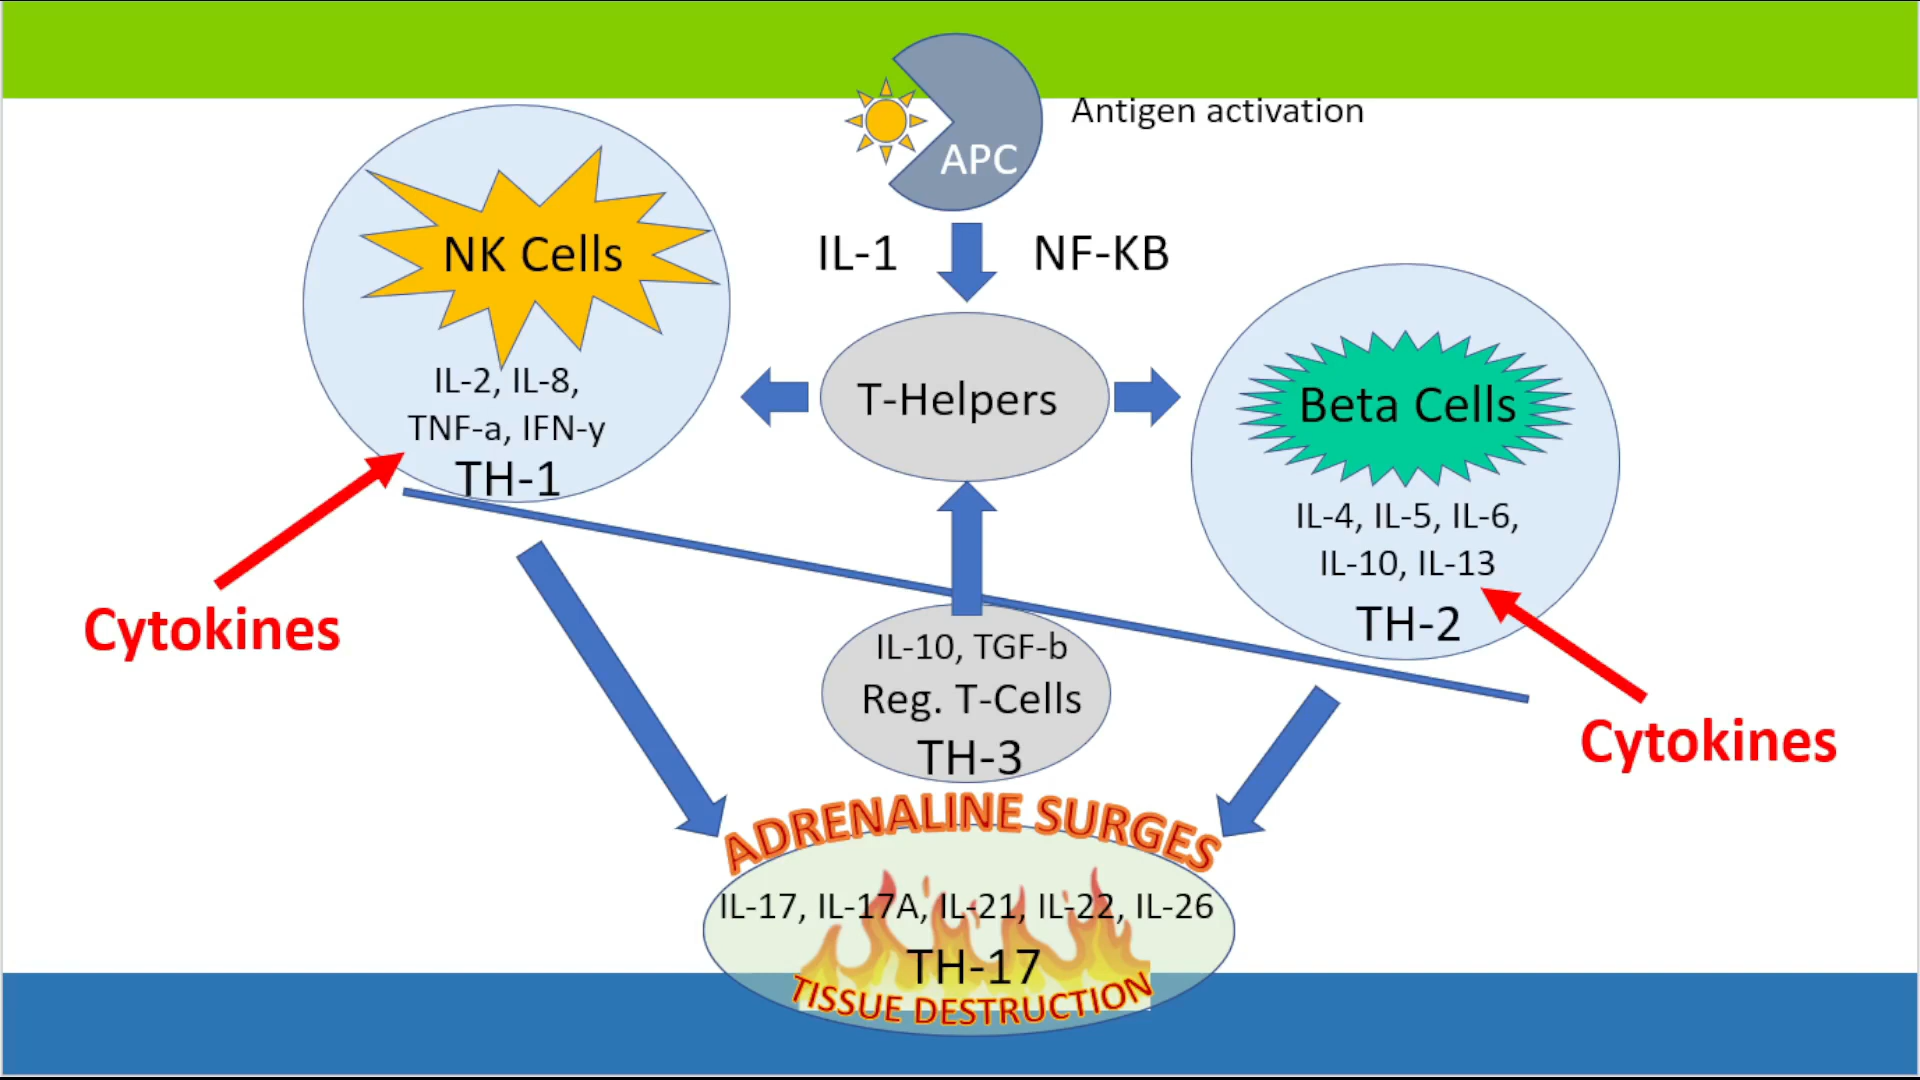 Antigen activation
APC
IL-1
NF-KB
NK Cells
IL-2, IL-8,
TNF-a, IFN-y
TH-1
T-Helpers
Beta Cells
IL-4, IL-5, IL-6,
IL-10, IL-13
TH-2
Cytokines
Cytokines
IL-10, TGF-b
Reg. T-Cells
TH-3
ADRENALINE SURGES
IL-17, IL-17A, IL-21, IL-22, IL-26
TH-17
TISSUE DESTRUCTION